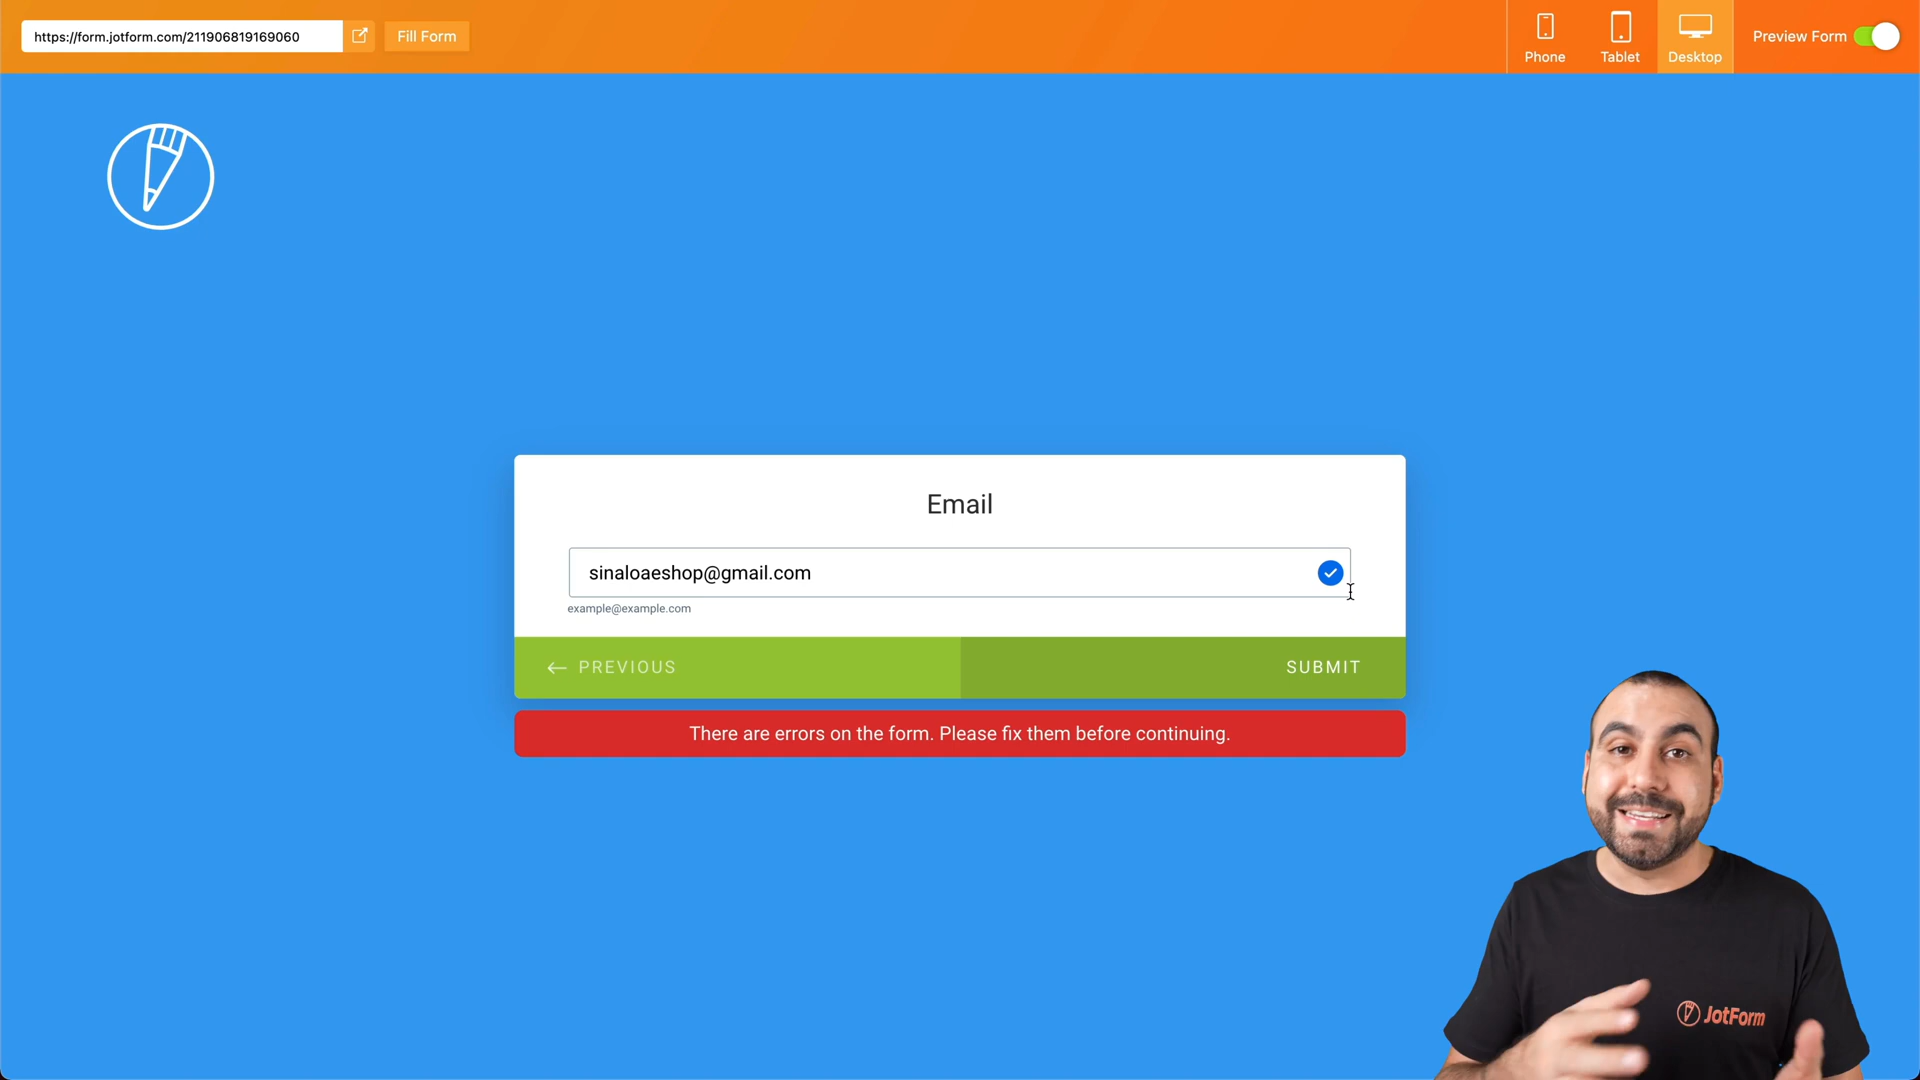 https://form.jotform.com/211906819169060
Fill Form
Phone
Tablet
Desktop
Preview Form
Email
sinaloaeshop@gmail.com
example@example.com
← PREVIOUS
SUBMIT
There are errors on the form. Please fix them before continuing.
JotForm